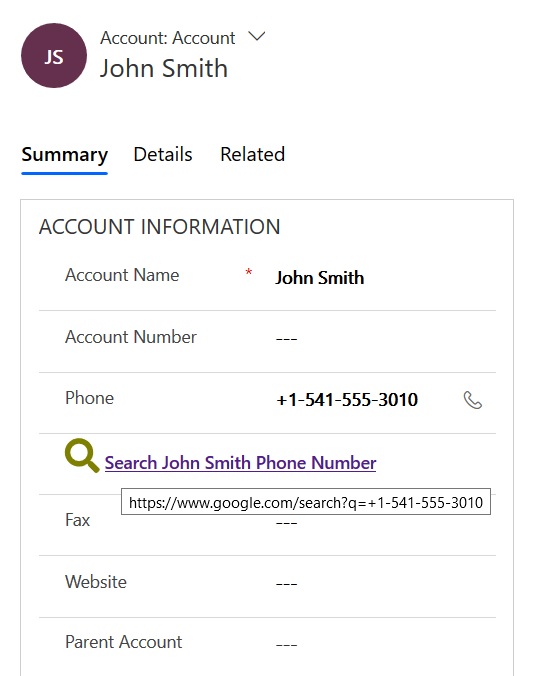 JS
Account: Account
John Smith
Summary Details Related
ACCOUNT INFORMATION
Account Name * John Smith
Account Number ---
Phone +1-541-555-3010
Search John Smith Phone Number
https://www.google.com/search?q=+1-541-555-3010
Fax ---
Website ---
Parent Account ---